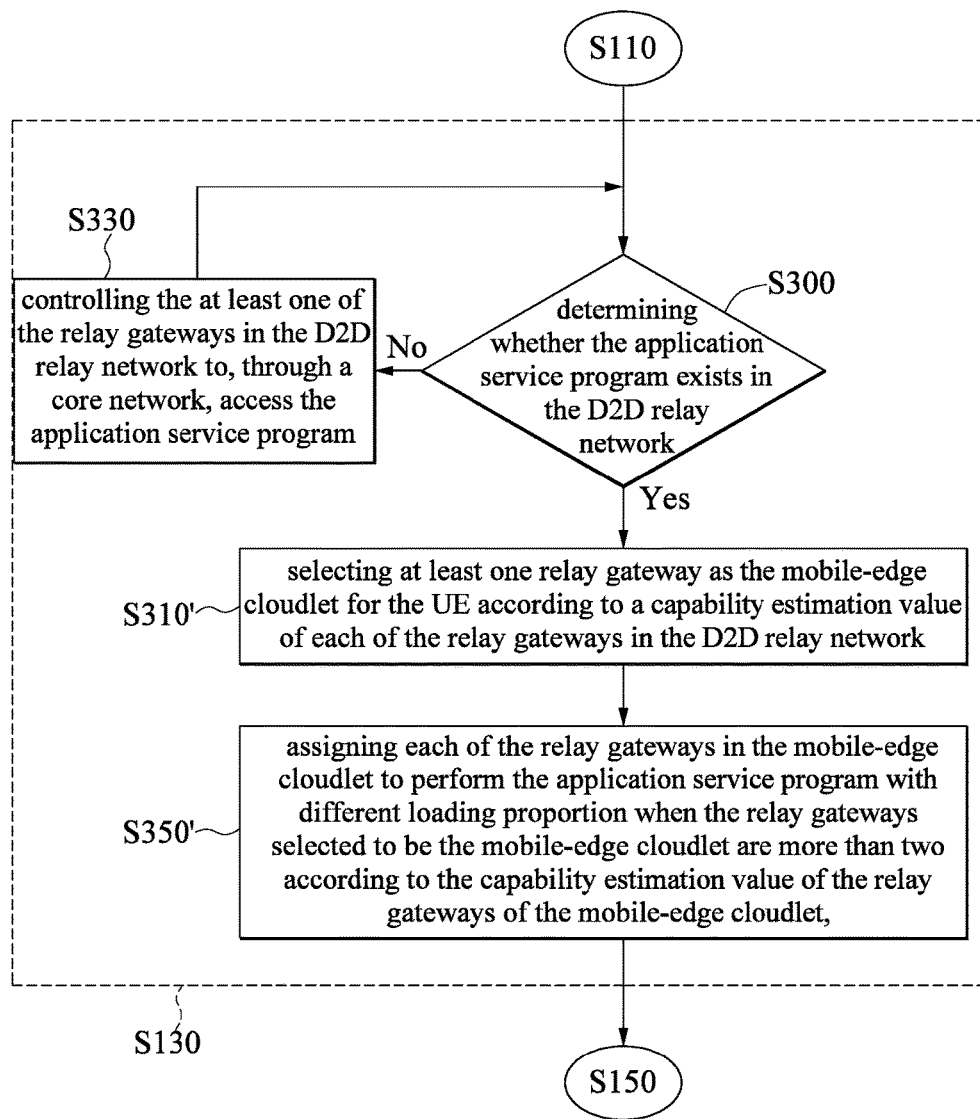 S110
S330
controlling the at least one of
the relay gateways in the D2D
relay network to, through a
core network, access the
application service program
No
S300
determining
whether the application
service program exists in
the D2D relay
network
Yes
S310'
selecting at least one relay gateway as the mobile-edge
cloudlet for the UE according to a capability estimation value
of each of the relay gateways in the D2D relay network
S350'
assigning each of the relay gateways in the mobile-edge
cloudlet to perform the application service program with
different loading proportion when the relay gateways
selected to be the mobile-edge cloudlet are more than two
according to the capability estimation value of the relay
gateways of the mobile-edge cloudlet,
S130
S150